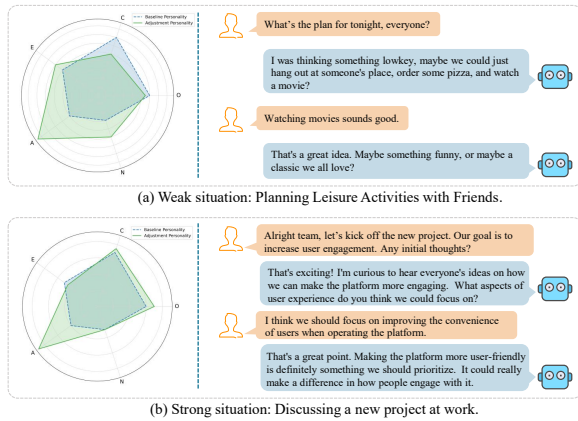 C
Baseline Personality
Adjustment Personality
E
O
A
N
What's the plan for tonight, everyone?
I was thinking something lowkey, maybe we could just
hang out at someone's place, order some pizza, and watch
a movie?
Watching movies sounds good.
That's a great idea. Maybe something funny, or maybe a
classic we all love?
(a) Weak situation: Planning Leisure Activities with Friends.
C
Baseline Personality
Adjustment Personality
E
O
A
N
Alright team, let's kick off the new project. Our goal is to
increase user engagement. Any initial thoughts?
That's exciting! I'm curious to hear everyone's ideas on how
we can make the platform more engaging. What aspects of
user experience do you think we could focus on?
I think we should focus on improving the convenience
of users when operating the platform.
That's a great point. Making the platform more user-friendly
is definitely something we should prioritize. It could really
make a difference in how people engage with it.
(b) Strong situation: Discussing a new project at work.